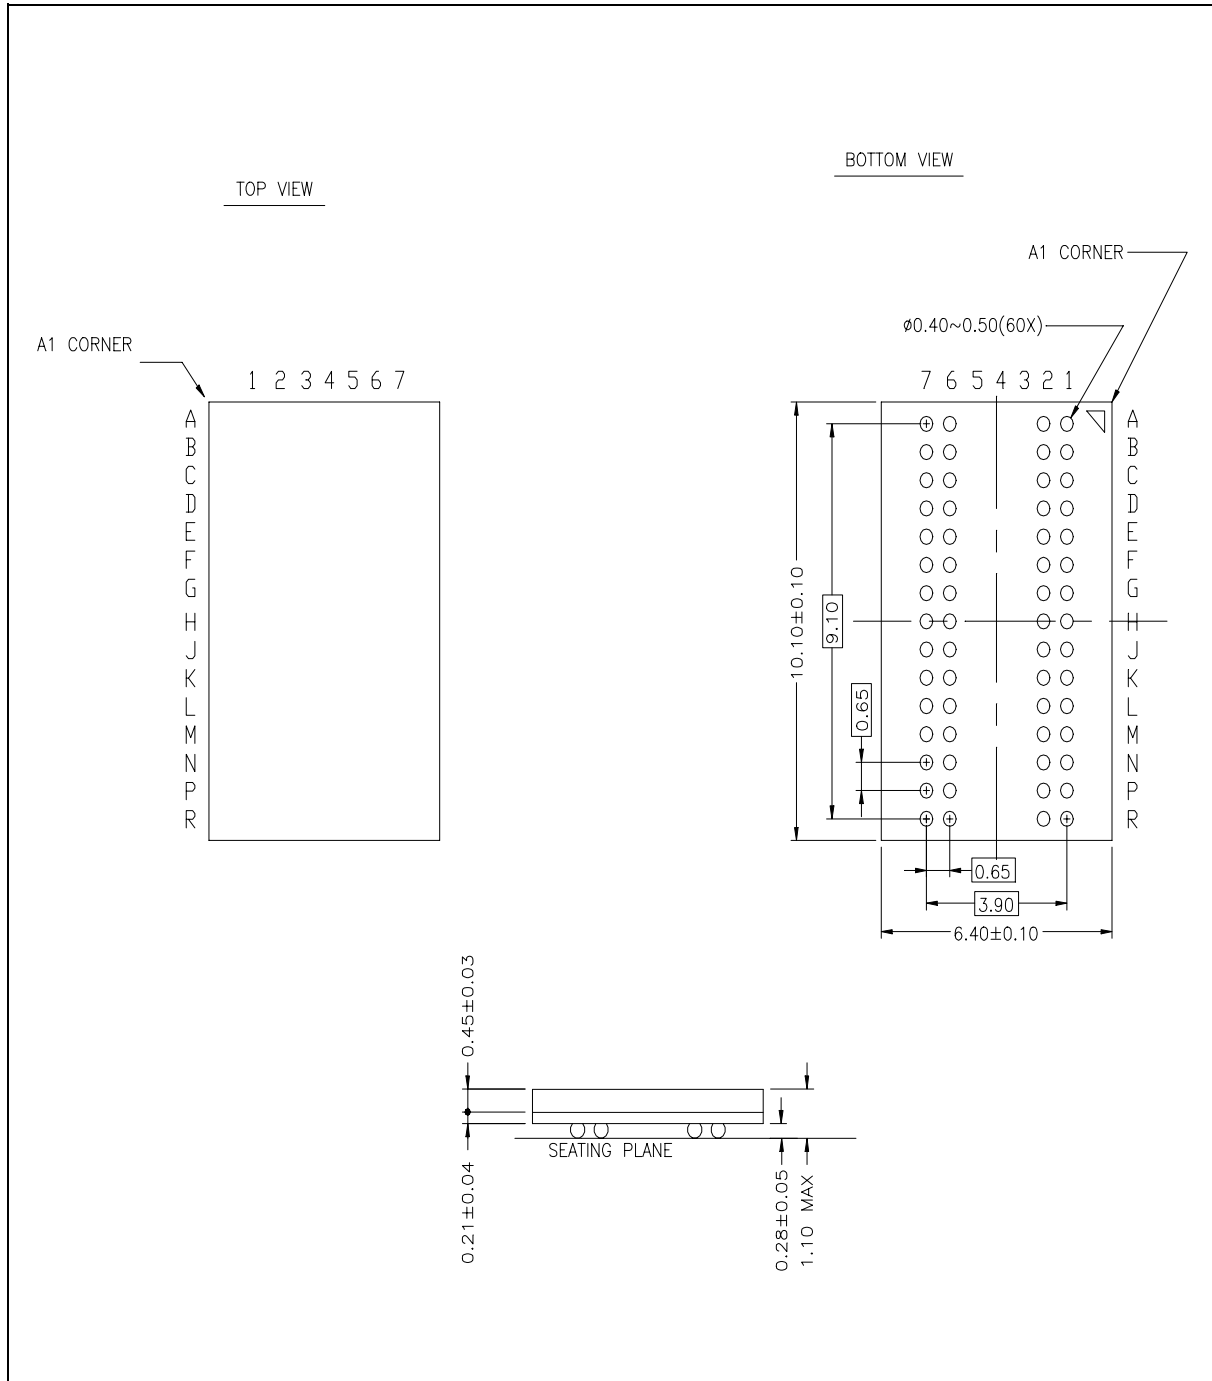 BOTTOM VIEW
TOP VIEW
A1 CORNER
ø0.40~0.50(60X)
A1 CORNER
1 2 3 4 5 6 7
7 6 5 4 3 2 1
A
B
C
D
E
F
G
H
J
K
L
M
N
P
R
10.10±0.10
9.10
0.65
A
B
C
D
E
F
G
H
J
K
L
M
N
P
R
0.65
3.90
6.40±0.10
0.45±0.03
0.21±0.04
SEATING PLANE
0.28±0.05
1.10 MAX